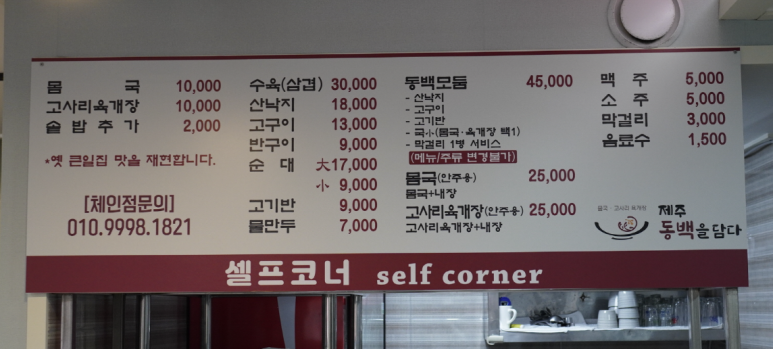 몸국 10,000
고사리육개장 10,000
솥밥추가 2,000
*옛 큰일집 맛을 재현합니다.
[체인점문의]
010.9998.1821
수육(삼겹) 30,000
산낙지 18,000
고구이 13,000
반구이 9,000
순대 大17,000
小 9,000
고기반 9,000
물만두 7,000
동백모둠 45,000
- 산낙지
- 고구이
- 고기반
- 국小(몸국·육개장 택1)
- 막걸리 1병 서비스
(메뉴/주류 변경불가)
몸국(안주용) 25,000
몸국+내장
고사리육개장(안주용) 25,000
고사리육개장+내장
맥주 5,000
소주 5,000
막걸리 3,000
음료수 1,500
몸국·고사리 육개장
제주
동백을담다
셀프코너 self corner